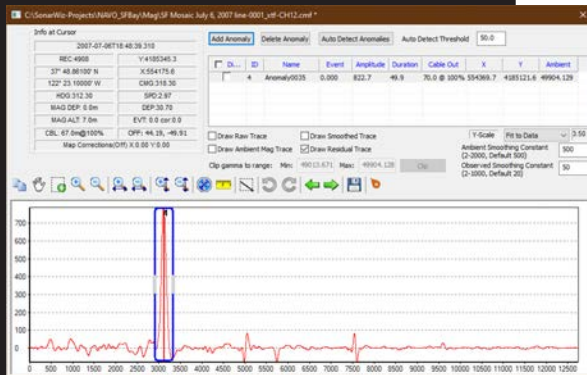 C:\SonarWiz-Projects\NAVO_SFBay\Mag\SF Mosaic July 6, 2007 line-0001_xtf-CH12.cmf *
Info at Cursor
2007-07-06T18:48:39.310
REC:4908 Y:4185345.3
37° 48.86100' N X:554175.6
122° 23.10000' W CMG:318.30
HDG:312.30 SPD:2.97
MAG DEP: 0.0m DEP:30.70
MAG ALT: 7.0m EVT: 0.0 cor:0.0
CBL: 67.0m@100% OFF: 44.19, -49.91
Map Corrections(Off) X:0.00 Y:0.00
Add Anomaly Delete Anomaly Auto Detect Anomalies Auto Detect Threshold 50.0
Di... ID Name Event Amplitude Duration Cable Out X Y Ambient
4 Anomaly0035 0.000 822.7 49.9 70.0 @ 100% 554369.7 4185121.6 49904.129
Draw Raw Trace Draw Smoothed Trace Y-Scale Fit to Data 3.50
Draw Ambient Mag Trace Draw Residual Trace Ambient Smoothing Constant (2-2000, Default 500) 500
Clip gamma to range: Min: 49013.671 Max: 49904.128 Clip Observed Smoothing Constant (2-1000, Default 20) 50
700
600
500
400
300
200
100
0
0 500 1000 1500 2000 2500 3000 3500 4000 4500 5000 5500 6000 6500 7000 7500 8000 8500 9000 9500 10000 10500 11000 11500 12000 12500